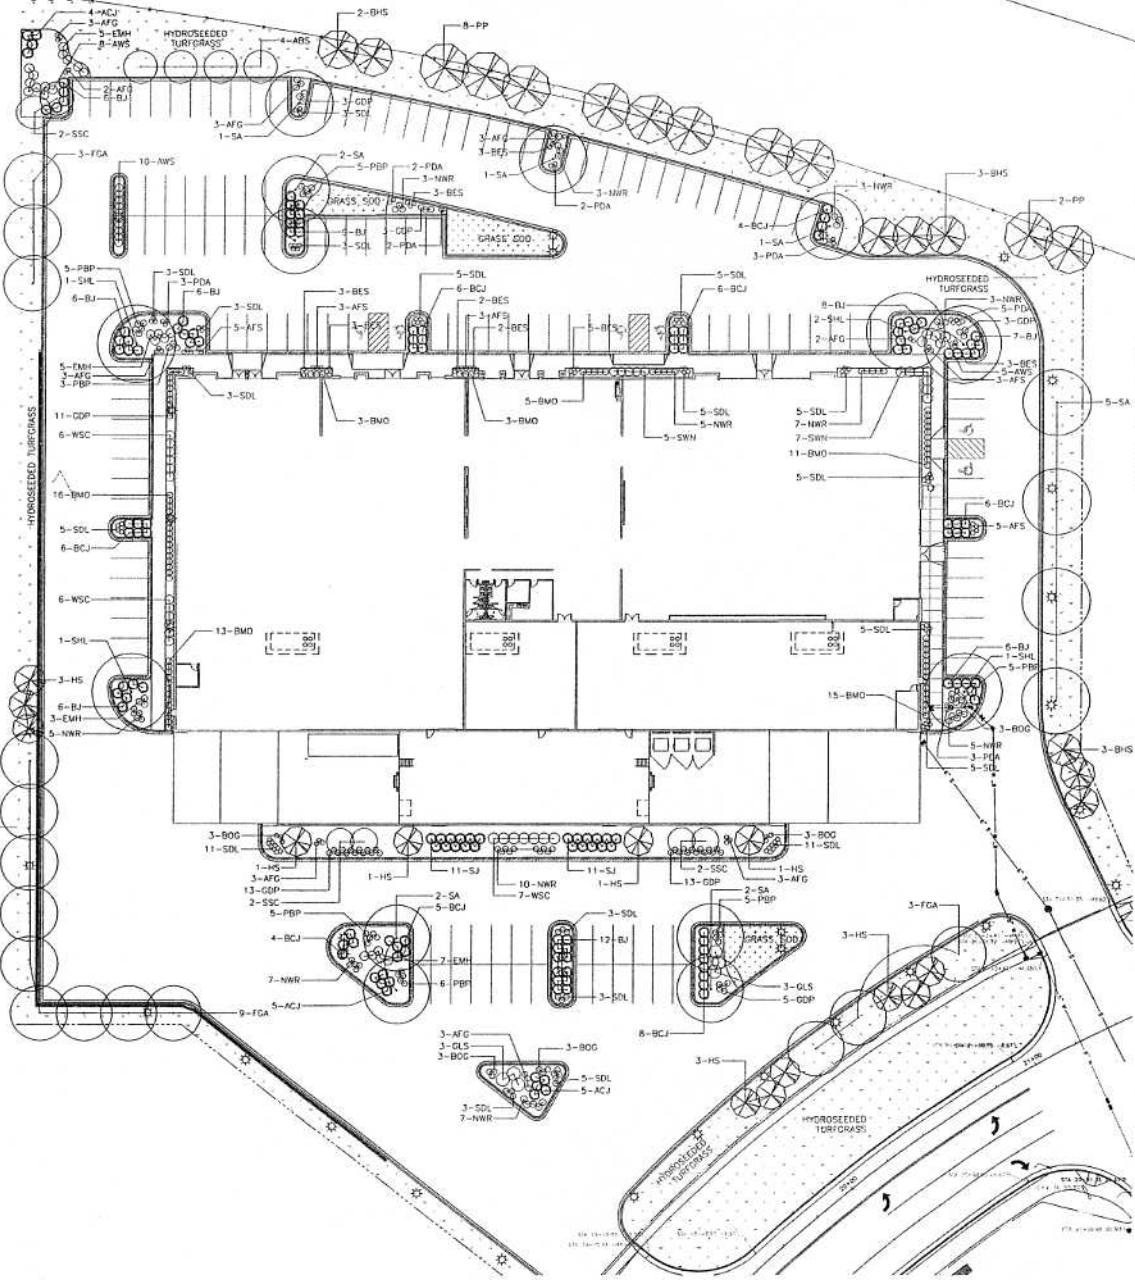 4-ACJ
3-AFG
5-EMH
8-AWS
HYDROSEEDED
TURFGRASS
4-ABS
2-BHS
8-PP
2-AFG
6-BJ
2-SSC
3-FGA
3-AFG
1-SA
3-GDP
3-SDL
3-AFG
3-BES
1-SA
3-NWR
2-PDA
10-AWS
2-SA
5-PBP
2-PDA
3-NWR
3-BES
GRASS SOD
3-GDP
2-PDA
3-SDL
GRASS SOD
3-NWR
4-BCJ
1-SA
3-PDA
3-BHS
2-PP
HYDROSEEDED
TURFGRASS
5-PBP
1-SHL
6-BJ
3-SDL
3-PDA
6-BJ
3-SDL
5-AFS
3-BES
3-AFS
3-BES
5-SDL
6-BCJ
2-BES
3-AFS
2-BES
5-BES
5-SDL
6-BCJ
8-BJ
2-SHL
2-AFG
3-NWR
5-PDA
3-GDP
7-BJ
3-BES
5-AWS
3-AFS
5-EMH
3-AFG
3-PBP
3-SDL
11-GDP
6-WSC
3-BMO
3-BMO
5-BMO
5-SDL
5-NWR
5-SWN
5-SDL
7-NWR
7-SWN
11-BMO
5-SDL
5-SA
HYDROSEEDED TURFGRASS
16-BMO
5-SDL
6-BCJ
6-BCJ
5-AFS
6-WSC
1-SHL
13-BMO
5-SDL
6-BJ
1-SHL
5-PBP
3-HS
6-BJ
3-EMH
5-NWR
15-BMO
3-BOG
5-NWR
3-PDA
5-SDL
3-BHS
3-BOG
11-SDL
1-HS
3-AFG
13-GDP
2-SSC
1-HS
11-SJ
10-NWR
7-WSC
11-SJ
1-HS
2-SSC
13-GDP
1-HS
3-AFG
3-BOG
11-SDL
5-PBP
2-SA
5-BCJ
4-BCJ
7-EMH
7-NWR
6-PBP
5-ACJ
3-SDL
12-BJ
3-SDL
2-SA
5-PBP
GRASS SOD
3-GLS
5-GDP
8-BCJ
3-FGA
3-HS
9-FGA
3-AFG
3-GLS
3-BOG
3-BOG
5-SDL
5-ACJ
3-SDL
7-NWR
3-HS
HYDROSEEDED
TURFGRASS
HYDROSEEDED
TURFGRASS
21+00
20+00